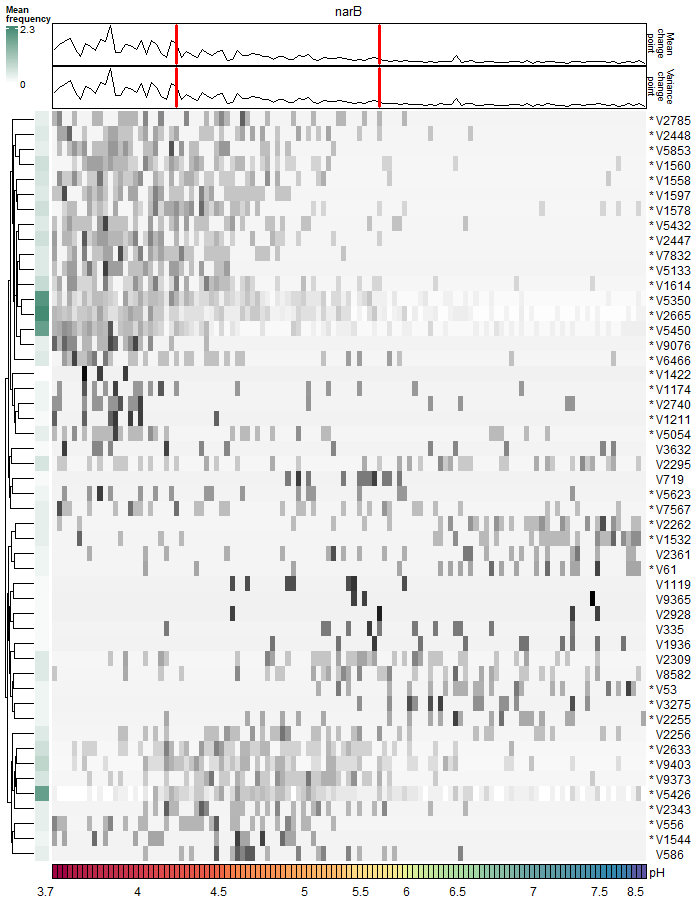 Mean
frequency
2.3
0
narB
Mean
change
point
Variance
change
point
* V2785
* V2448
* V5853
* V1560
* V1558
* V1597
* V1578
* V5432
* V2447
* V7832
* V5133
* V1614
* V5350
* V2665
* V5450
* V9076
* V6466
* V1422
* V1174
* V2740
* V1211
* V5054
V3632
V2295
V719
* V5623
* V7567
* V2262
* V1532
V2361
* V61
V1119
V9365
V2928
V335
V1936
V2309
V8582
* V53
* V3275
* V2255
V2256
* V2633
* V9403
* V9373
* V5426
* V2343
* V556
* V1544
V586
pH
3.7 4 4.5 5 5.5 6 6.5 7 7.5 8.5